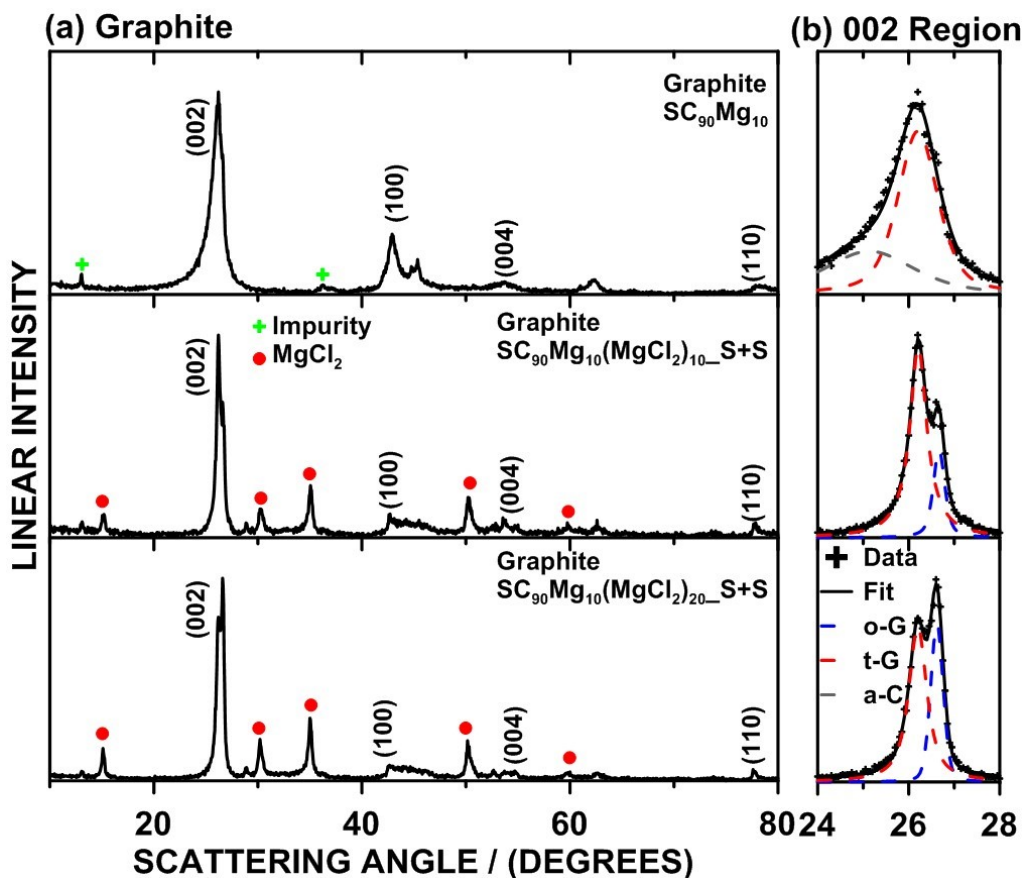 (a) Graphite
(b) 002 Region
Graphite
SC₉₀Mg₁₀
(002)
(100)
(004)
(110)
Impurity
MgCl₂
Graphite
SC₉₀Mg₁₀(MgCl₂)₁₀_S+S
(002)
(100)
(004)
(110)
Graphite
SC₉₀Mg₁₀(MgCl₂)₂₀_S+S
(002)
(100)
(004)
(110)
Data
Fit
o-G
t-G
a-C
20 40 60 80
24 26 28
LINEAR INTENSITY
SCATTERING ANGLE / (DEGREES)